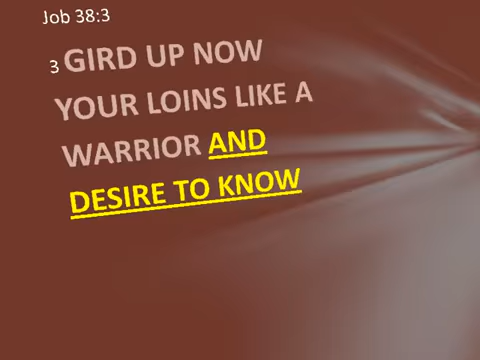 Job 38:3
3 GIRD UP NOW
YOUR LOINS LIKE A
WARRIOR AND
DESIRE TO KNOW